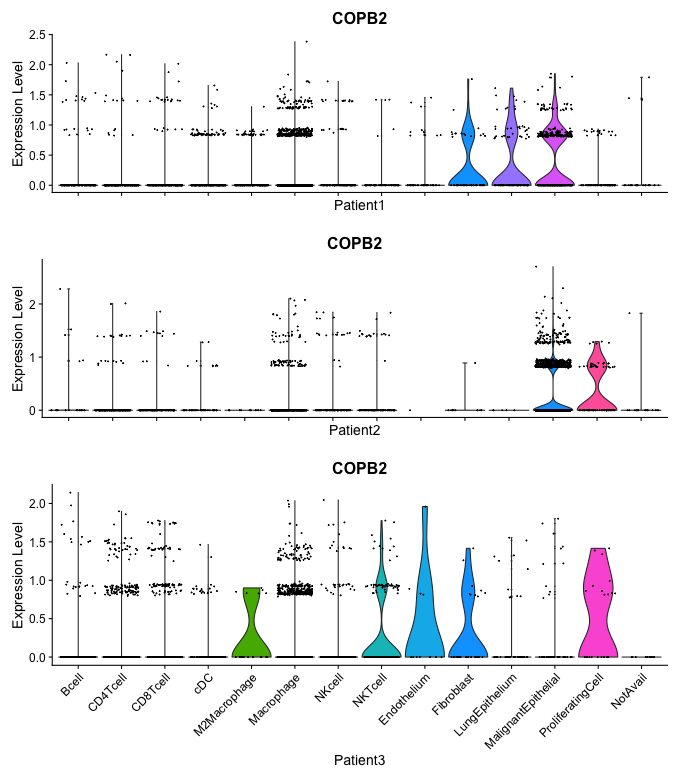 COPB2
Expression Level
2.5
2.0
1.5
1.0
0.5
0.0
Patient1
COPB2
Expression Level
2
1
0
Patient2
COPB2
Expression Level
2.0
1.5
1.0
0.5
0.0
Bcell
CD4Tcell
CD8Tcell
cDC
M2Macrophage
Macrophage
NKcell
NKTcell
Endothelium
Fibroblast
LungEpithelium
MalignantEpithelial
ProliferatingCell
NotAvail
Patient3